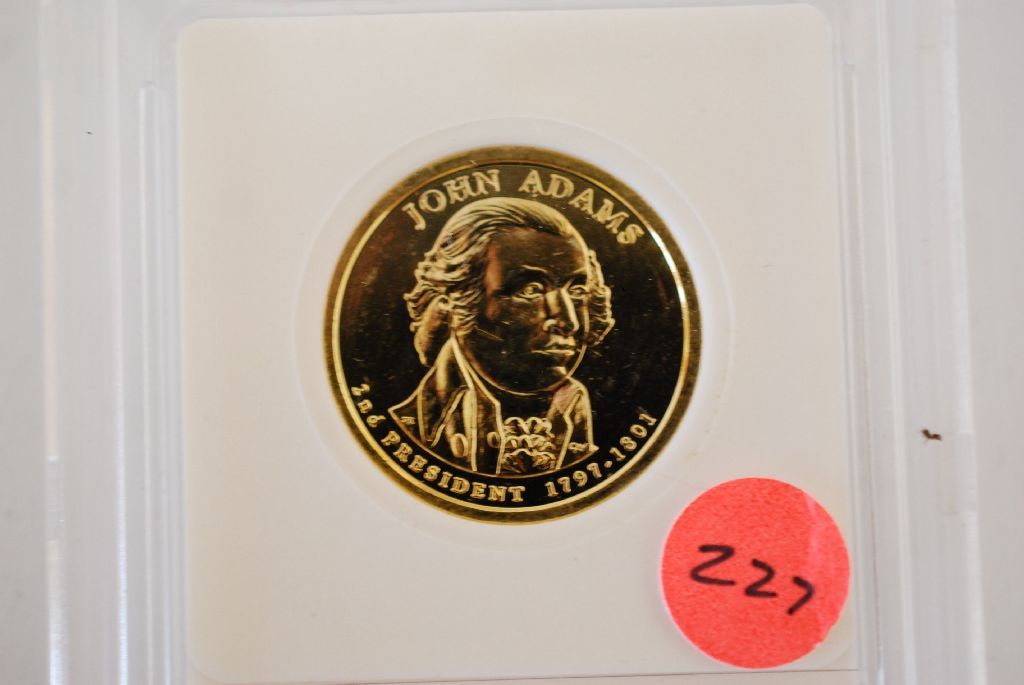 JOHN ADAMS
2nd PRESIDENT 1797-1801
227